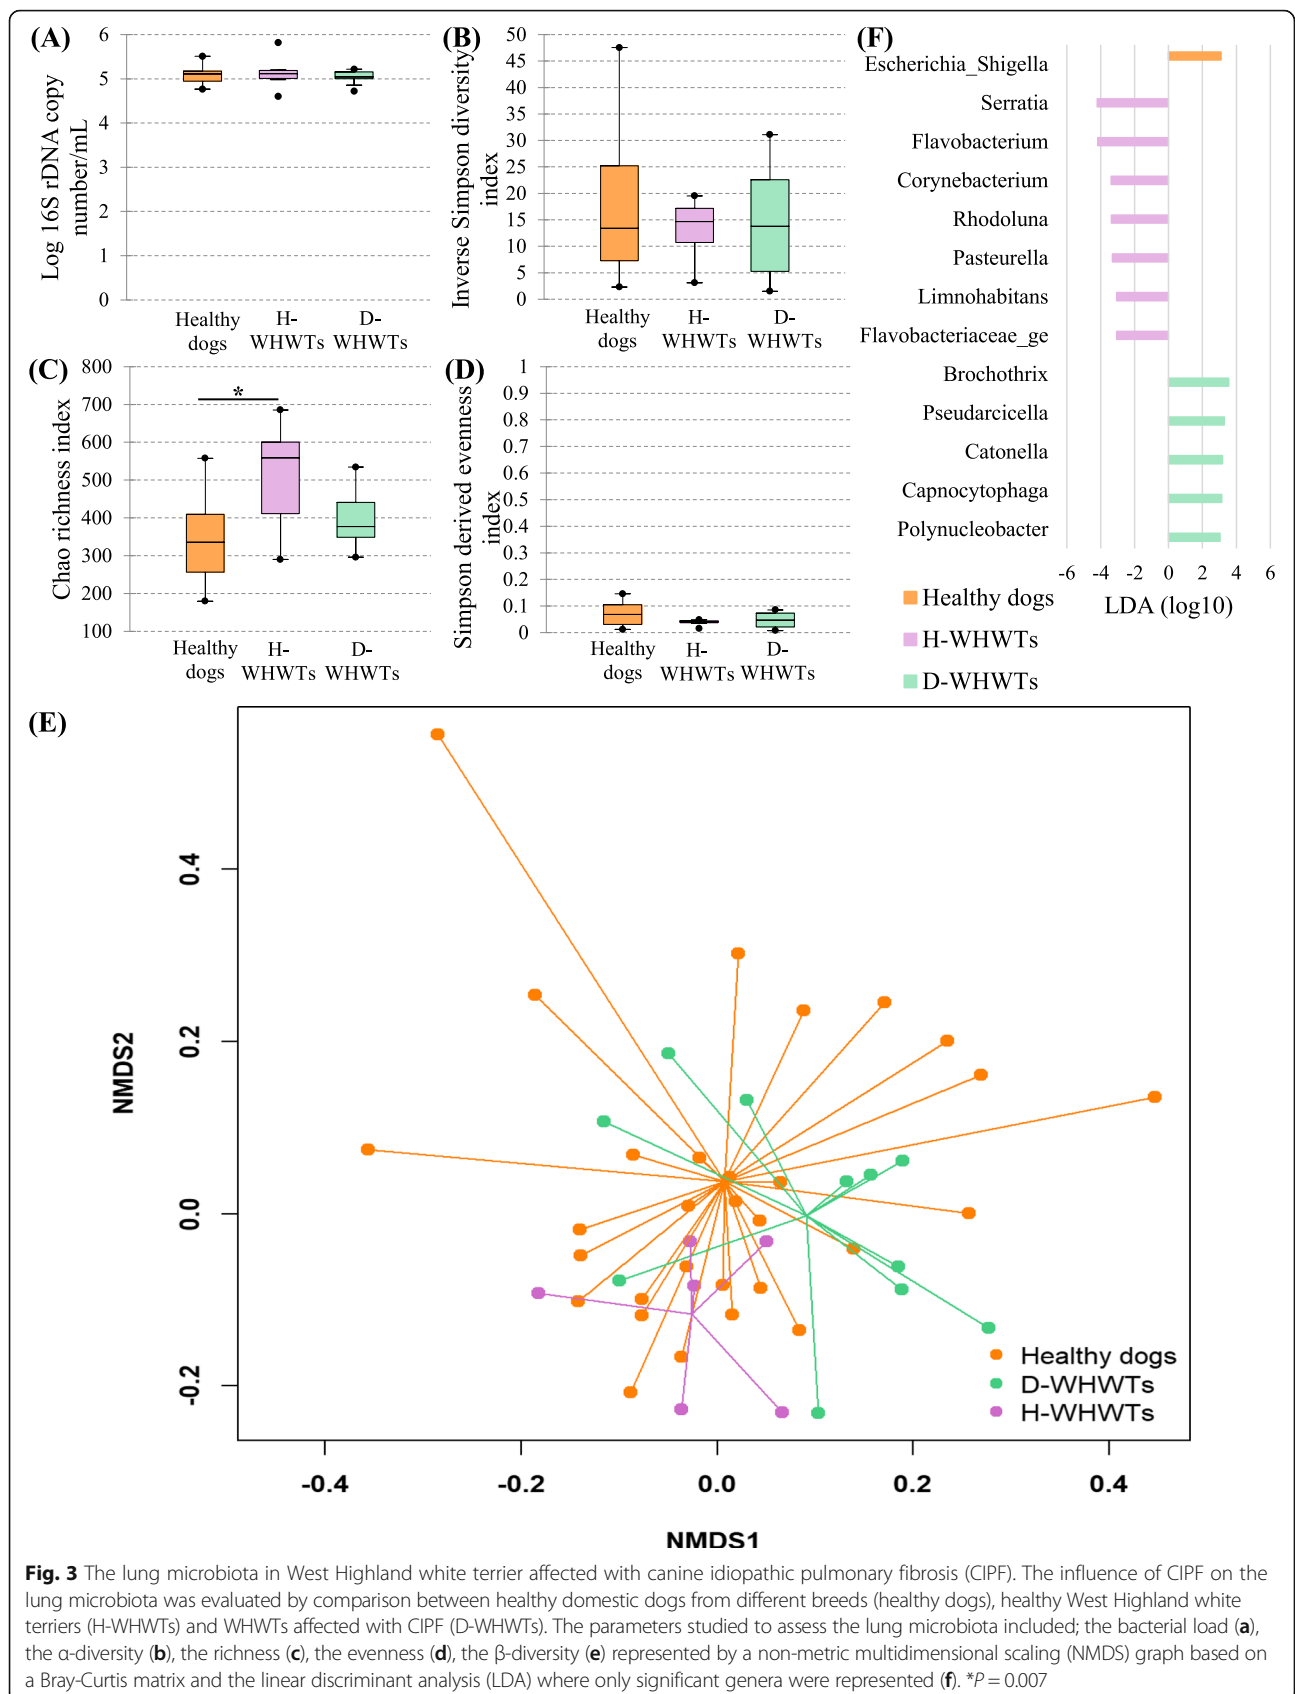 (A)
Log 16S rDNA copy
number/mL
6
5
4
3
2
1
0
Healthy
dogs
H-
WHWTs
D-
WHWTs
(B)
Inverse Simpson diversity
index
50
45
40
35
30
25
20
15
10
5
0
Healthy
dogs
H-
WHWTs
D-
WHWTs
(C)
Chao richness index
800
700
600
500
400
300
200
100
*
Healthy
dogs
H-
WHWTs
D-
WHWTs
(D)
Simpson derived evenness
index
1
0.9
0.8
0.7
0.6
0.5
0.4
0.3
0.2
0.1
0
Healthy
dogs
H-
WHWTs
D-
WHWTs
(F)
Escherichia_Shigella
Serratia
Flavobacterium
Corynebacterium
Rhodoluna
Pasteurella
Limnohabitans
Flavobacteriaceae_ge
Brochothrix
Pseudarcicella
Catonella
Capnocytophaga
Polynucleobacter
-6 -4 -2 0 2 4 6
LDA (log10)
Healthy dogs
H-WHWTs
D-WHWTs
(E)
NMDS2
0.4
0.2
0.0
-0.2
Healthy dogs
D-WHWTs
H-WHWTs
-0.4 -0.2 0.0 0.2 0.4
NMDS1
Fig. 3 The lung microbiota in West Highland white terrier affected with canine idiopathic pulmonary fibrosis (CIPF). The influence of CIPF on the
lung microbiota was evaluated by comparison between healthy domestic dogs from different breeds (healthy dogs), healthy West Highland white
terriers (H-WHWTs) and WHWTs affected with CIPF (D-WHWTs). The parameters studied to assess the lung microbiota included; the bacterial load (a),
the α-diversity (b), the richness (c), the evenness (d), the β-diversity (e) represented by a non-metric multidimensional scaling (NMDS) graph based on
a Bray-Curtis matrix and the linear discriminant analysis (LDA) where only significant genera were represented (f). *P = 0.007